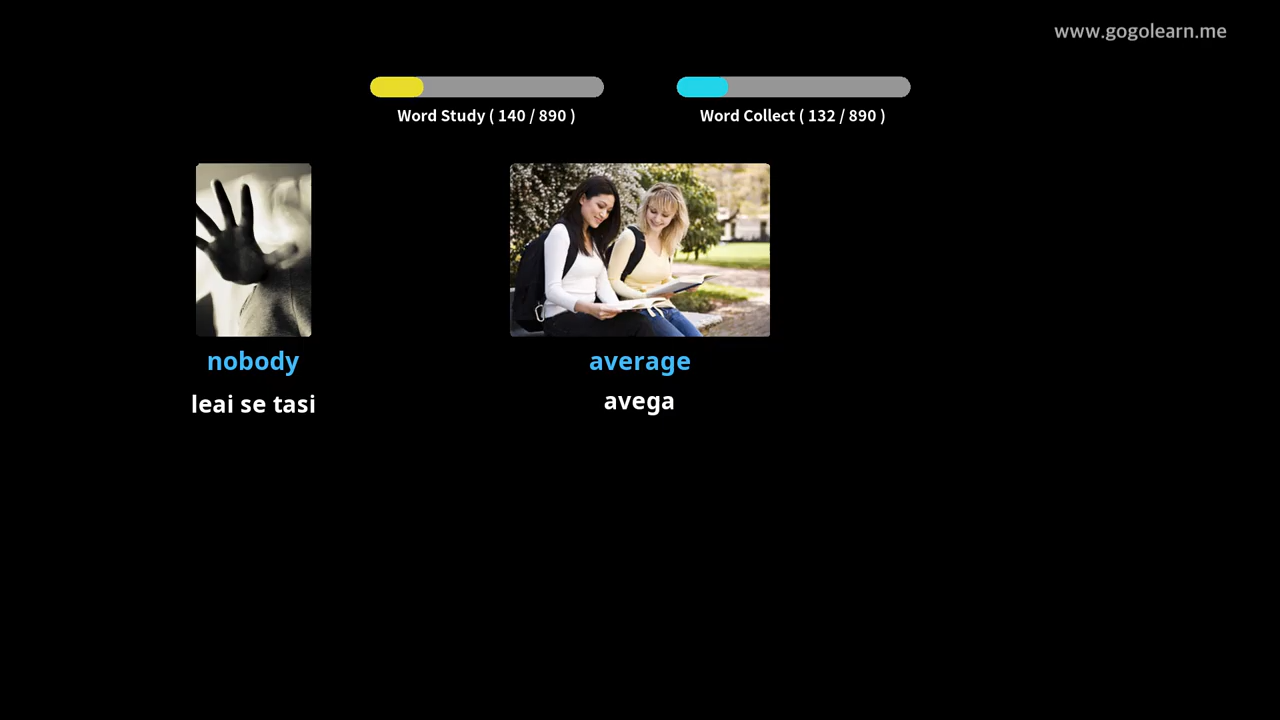 www.gogolearn.me
Word Study ( 140 / 890 )
Word Collect ( 132 / 890 )
nobody
leai se tasi
average
avega